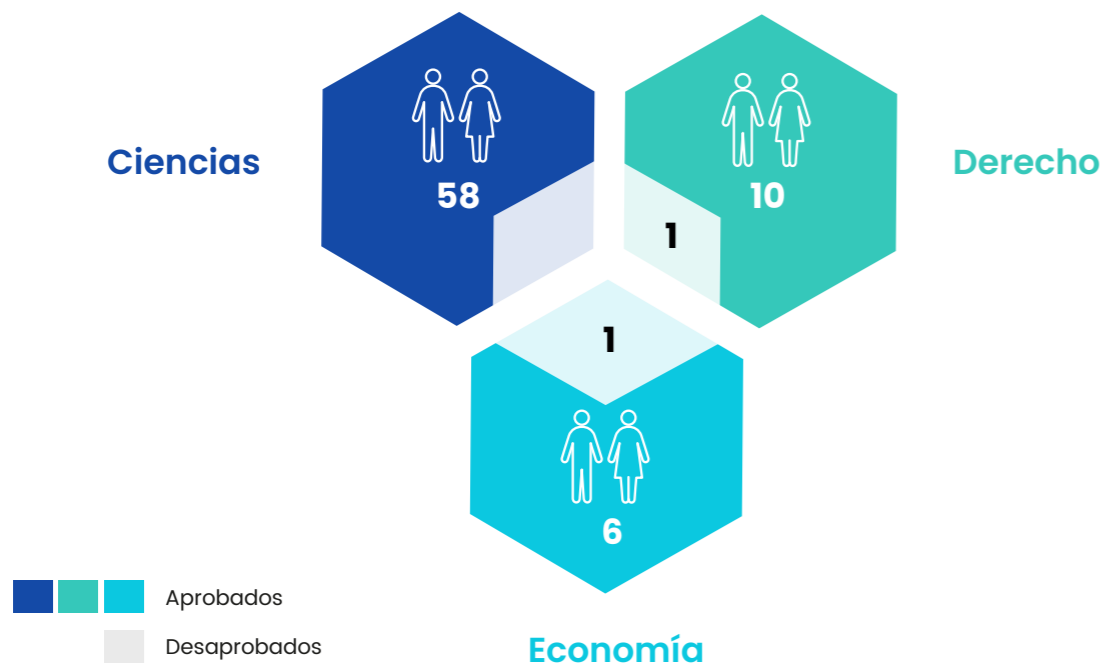 Ciencias
58
Derecho
10
1
1
6
Aprobados
Desaprobados
Economía